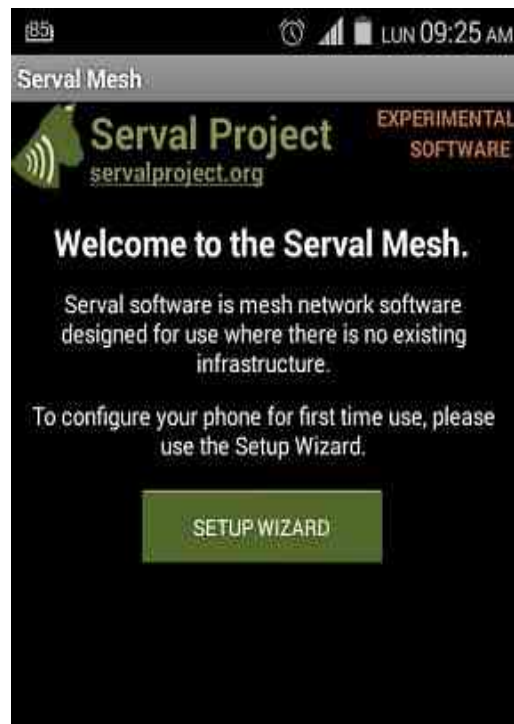 85 LUN 09:25 AM
Serval Mesh
Serval Project
servalproject.org
EXPERIMENTAL
SOFTWARE
Welcome to the Serval Mesh.
Serval software is mesh network software
designed for use where there is no existing
infrastructure.
To configure your phone for first time use, please
use the Setup Wizard.
SETUP WIZARD